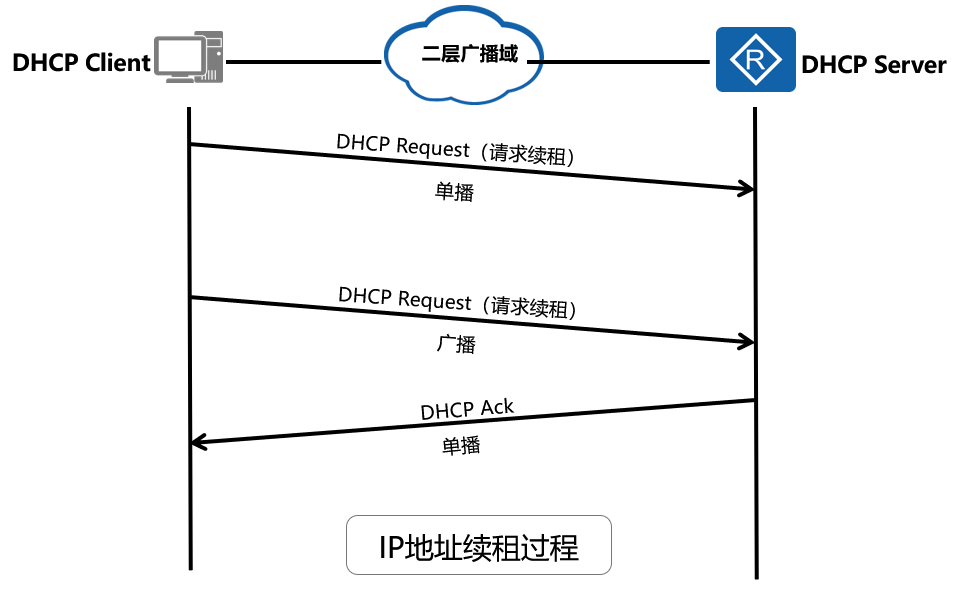 DHCP Client
二层广播域
R
DHCP Server
DHCP Request（请求续租）
单播
DHCP Request（请求续租）
广播
DHCP Ack
单播
IP地址续租过程